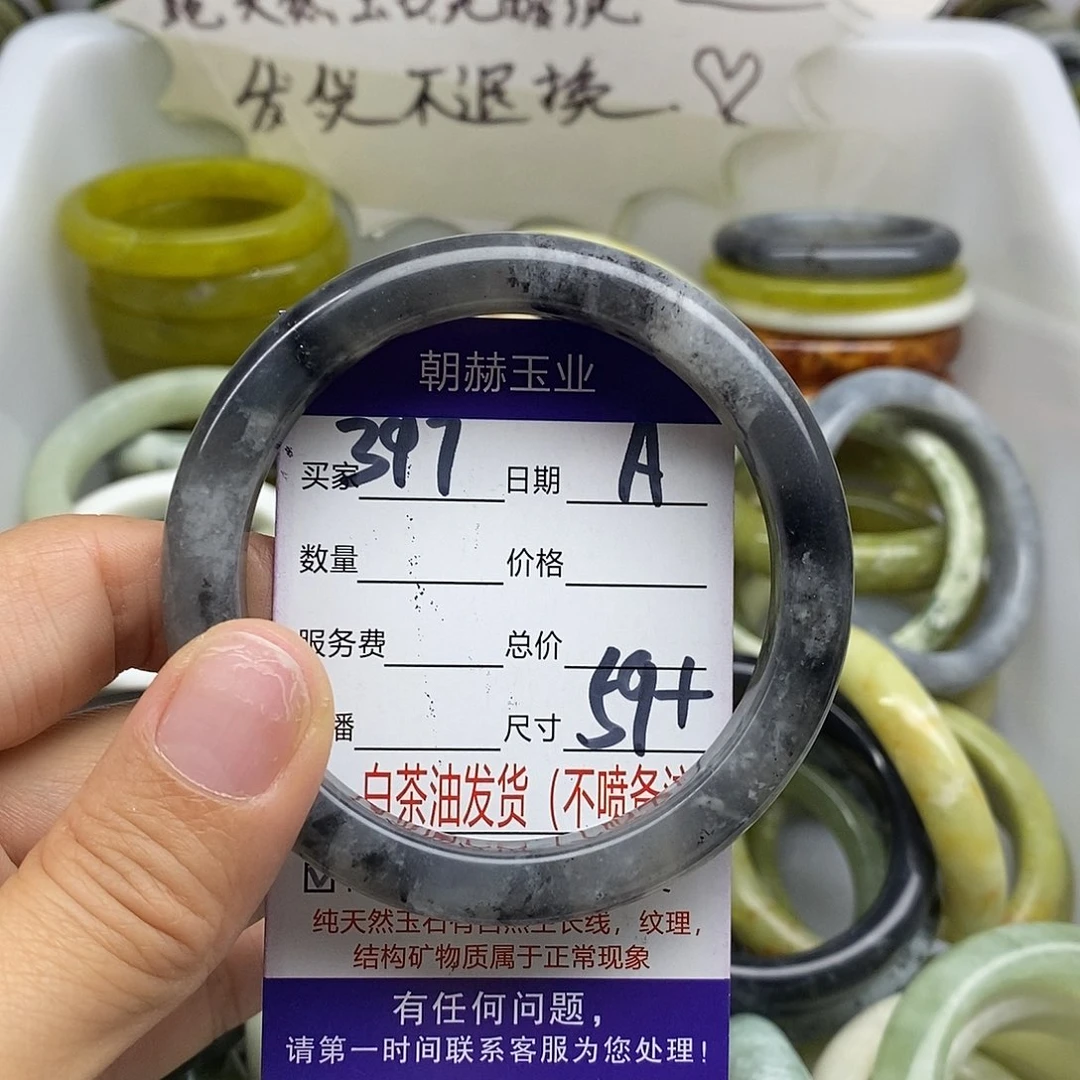 发货不退换
朝赫玉业
买家 397 日期 A
数量 价格
服务费 总价
播 尺寸 59+
白茶油发货（不喷
纯天然玉石有自然生长线，纹理，
结构矿物质属于正常现象
有任何问题，
请第一时间联系客服为您处理！